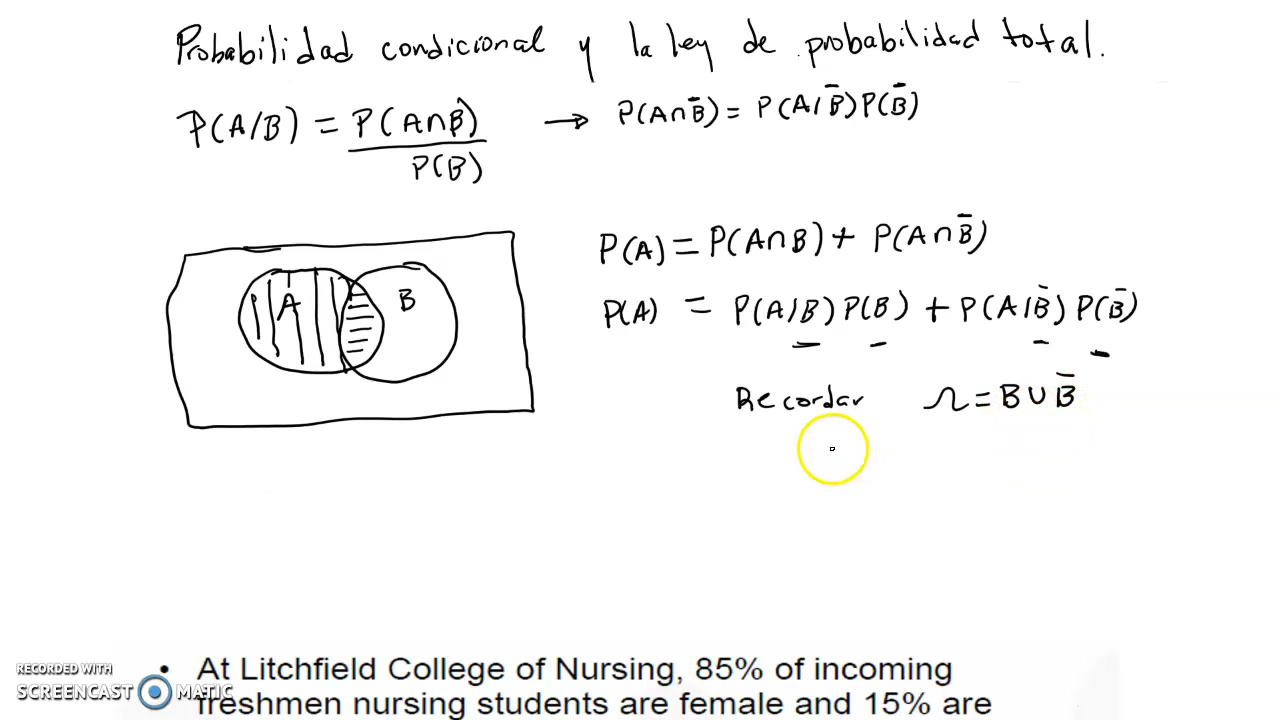 Probabilidad condicional y la ley de probabilidad total.
P(A/B) = P(A∩B) / P(B) → P(A∩B̄) = P(A/B̄)P(B̄)
P(A) = P(A∩B) + P(A∩B̄)
P(A) = P(A/B)P(B) + P(A/B̄)P(B̄)
A B
Recordar Ω = B∪B̄
• At Litchfield College of Nursing, 85% of incoming
freshmen nursing students are female and 15% are
RECORDED WITH
SCREENCAST MATIC